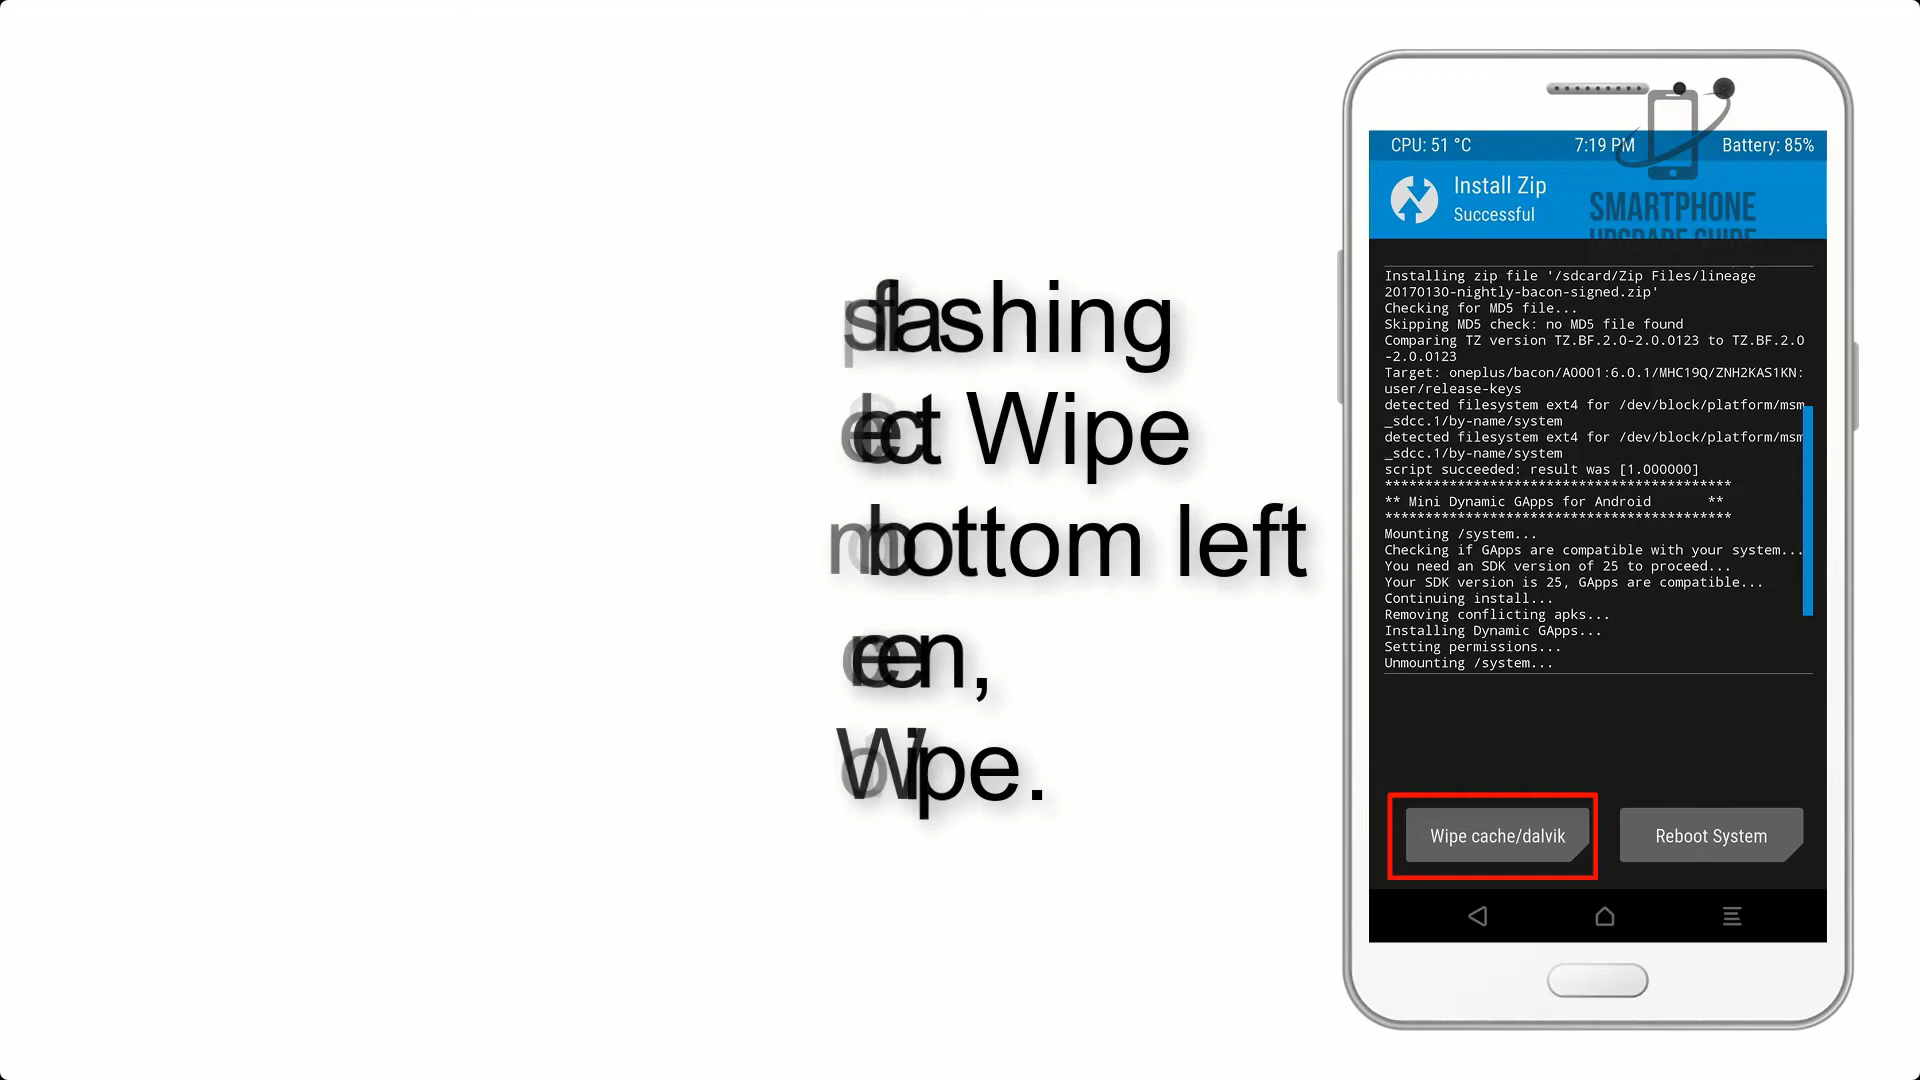 flashing
Wipe
bottom left
Wipe.
CPU: 51 °C
7:19 PM
Battery: 85%
Install Zip
Successful
SMARTPHONE
UPGRADE GUIDE
Installing zip file '/sdcard/Zip Files/lineage
20170130-nightly-bacon-signed.zip'
Checking for MD5 file...
Skipping MD5 check: no MD5 file found
Comparing TZ version TZ.BF.2.0-2.0.0123 to TZ.BF.2.0
-2.0.0123
Target: oneplus/bacon/A0001:6.0.1/MHC19Q/ZNH2KAS1KN:
user/release-keys
detected filesystem ext4 for /dev/block/platform/msm
_sdcc.1/by-name/system
detected filesystem ext4 for /dev/block/platform/msm
_sdcc.1/by-name/system
script succeeded: result was [1.000000]
*******************************************
** Mini Dynamic GApps for Android **
*******************************************
Mounting /system...
Checking if GApps are compatible with your system...
You need an SDK version of 25 to proceed...
Your SDK version is 25, GApps are compatible...
Continuing install...
Removing conflicting apks...
Installing Dynamic GApps...
Setting permissions...
Unmounting /system...
Wipe cache/dalvik
Reboot System